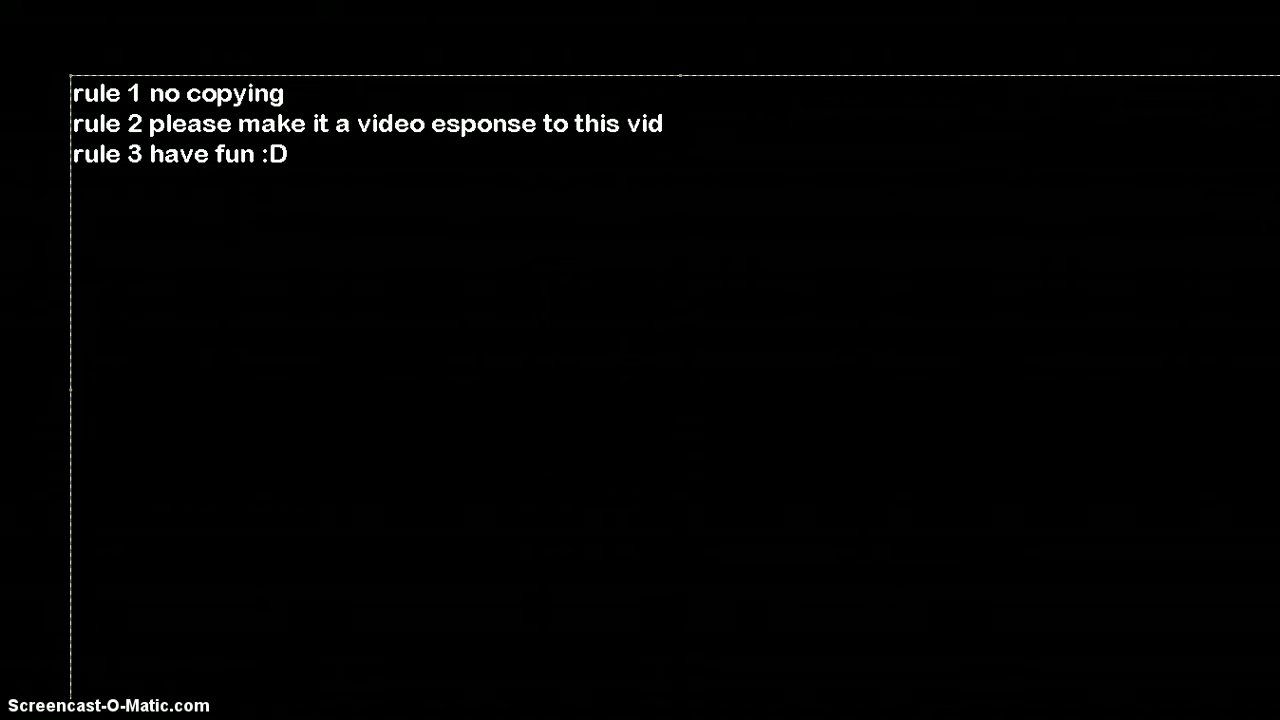 rule 1 no copying
rule 2 please make it a video esponse to this vid
rule 3 have fun :D
Screencast-O-Matic.com